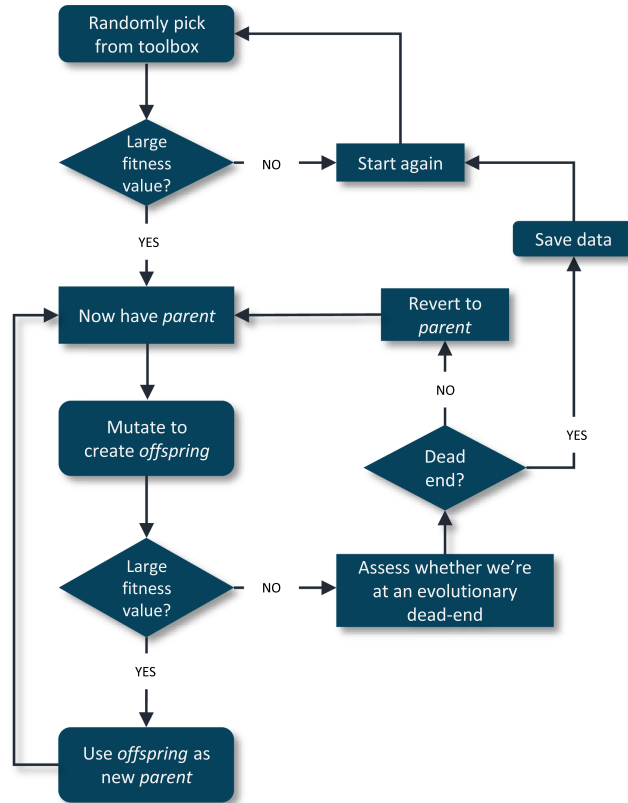 Randomly pick
from toolbox
Large
fitness
value?
NO
Start again
YES
Save data
Now have parent
Revert to
parent
NO
Mutate to
create offspring
Dead
end?
YES
Large
fitness
value?
NO
Assess whether we're
at an evolutionary
dead-end
YES
Use offspring as
new parent